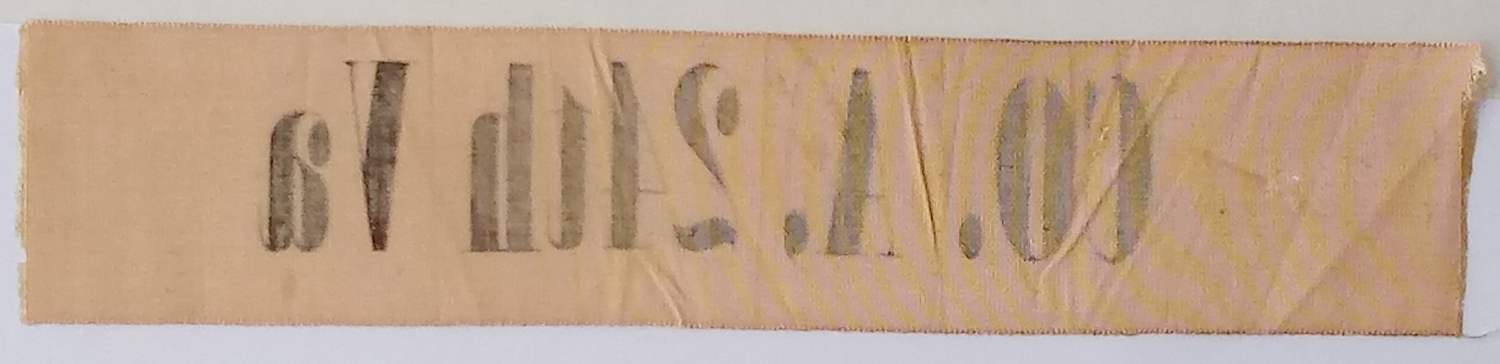 CO. A. 24th Va